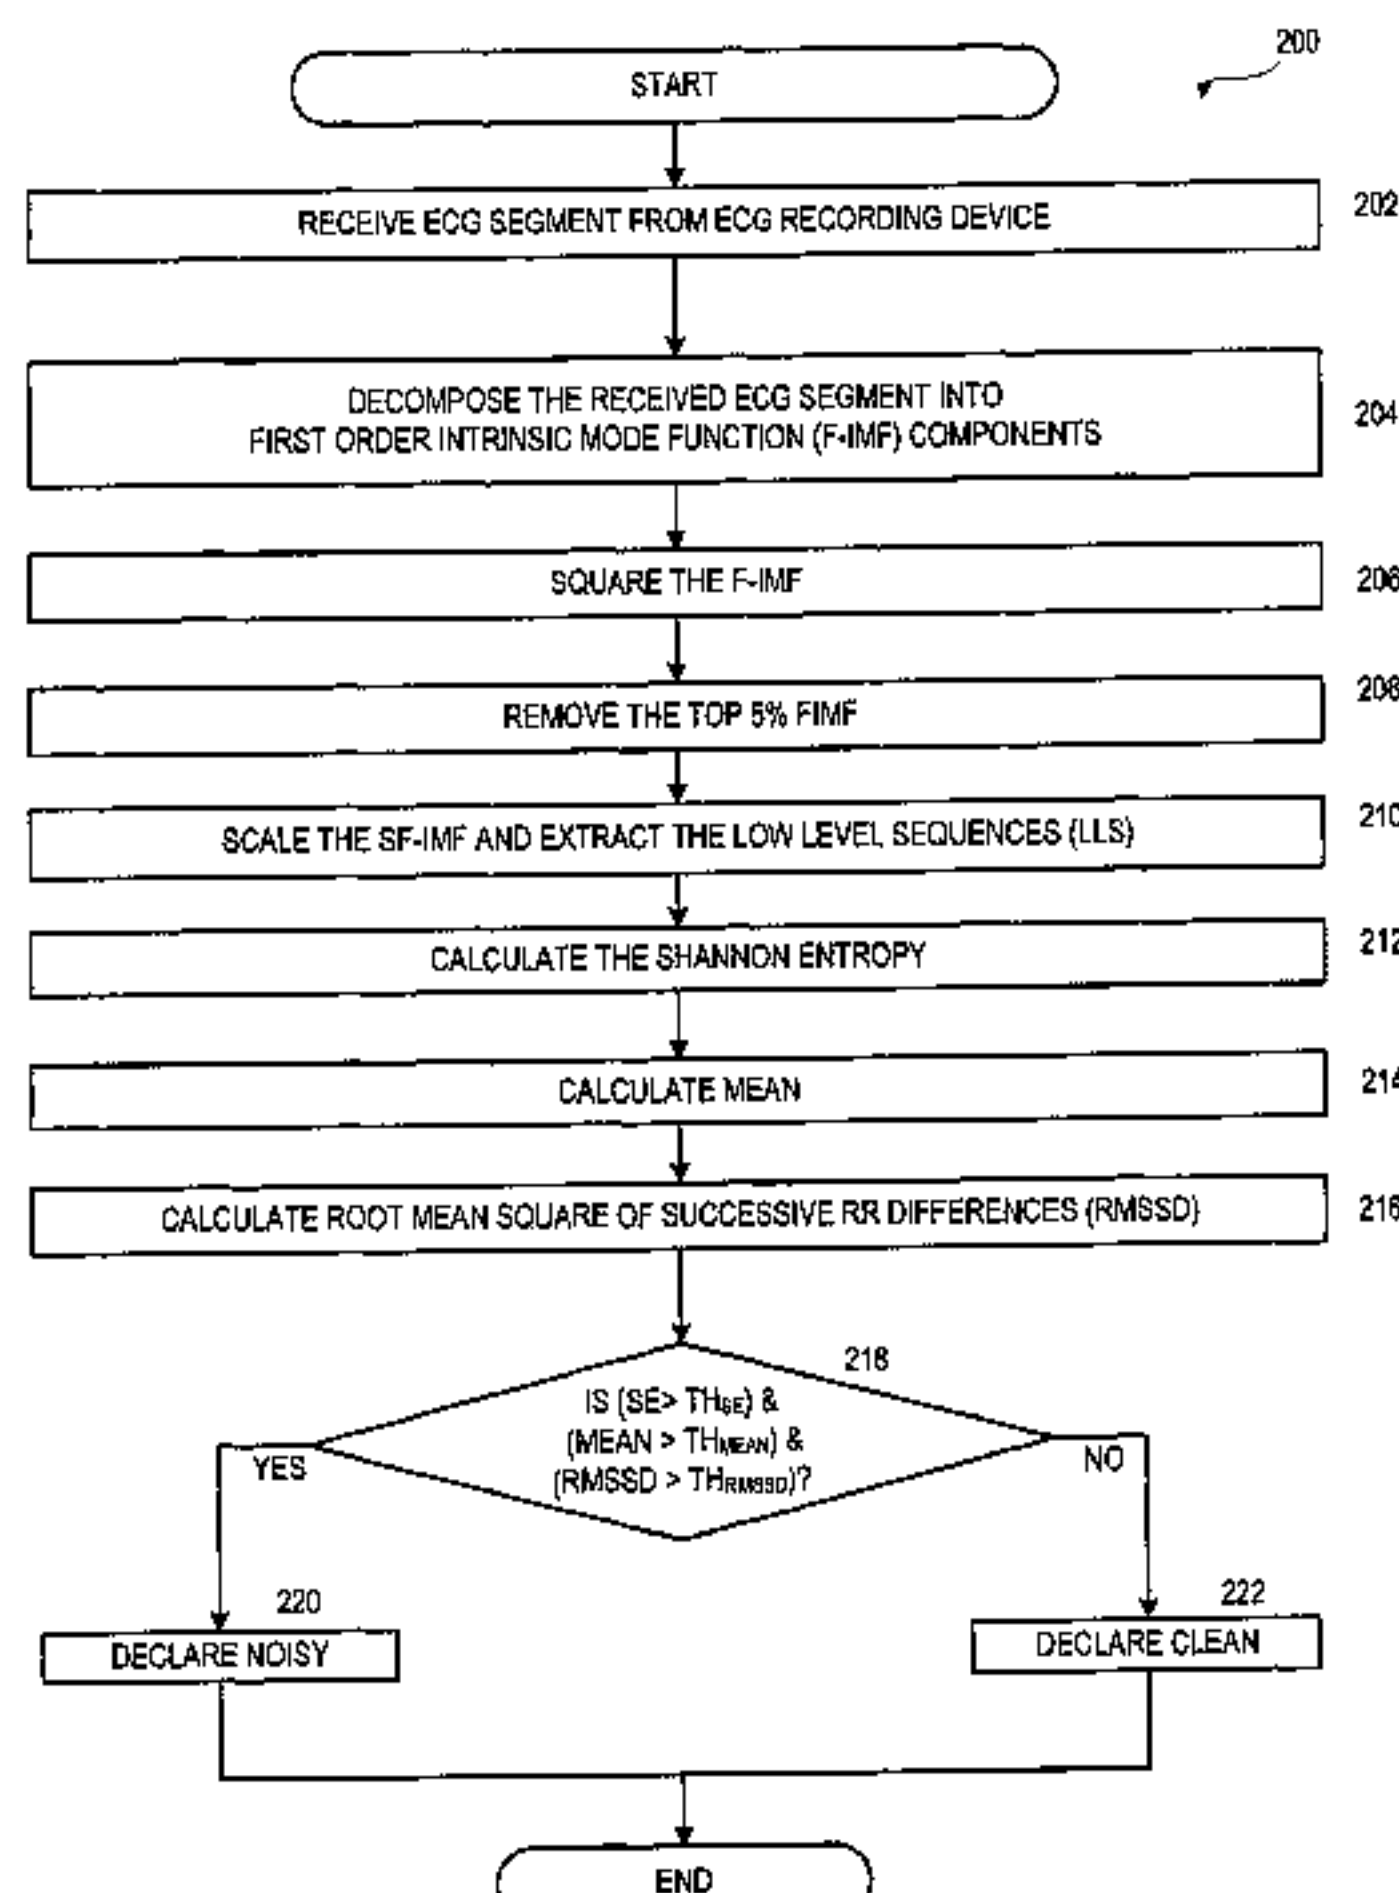 200
START
RECEIVE ECG SEGMENT FROM ECG RECORDING DEVICE
202
DECOMPOSE THE RECEIVED ECG SEGMENT INTO
FIRST ORDER INTRINSIC MODE FUNCTION (F-IMF) COMPONENTS
204
SQUARE THE F-IMF
206
REMOVE THE TOP 5% FIMF
208
SCALE THE SF-IMF AND EXTRACT THE LOW LEVEL SEQUENCES (LLS)
210
CALCULATE THE SHANNON ENTROPY
212
CALCULATE MEAN
214
CALCULATE ROOT MEAN SQUARE OF SUCCESSIVE RR DIFFERENCES (RMSSD)
216
218
IS (SE> THSE) &
(MEAN > THMEAN) &
(RMSSD > THRMSSD)?
YES
NO
220
DECLARE NOISY
222
DECLARE CLEAN
END